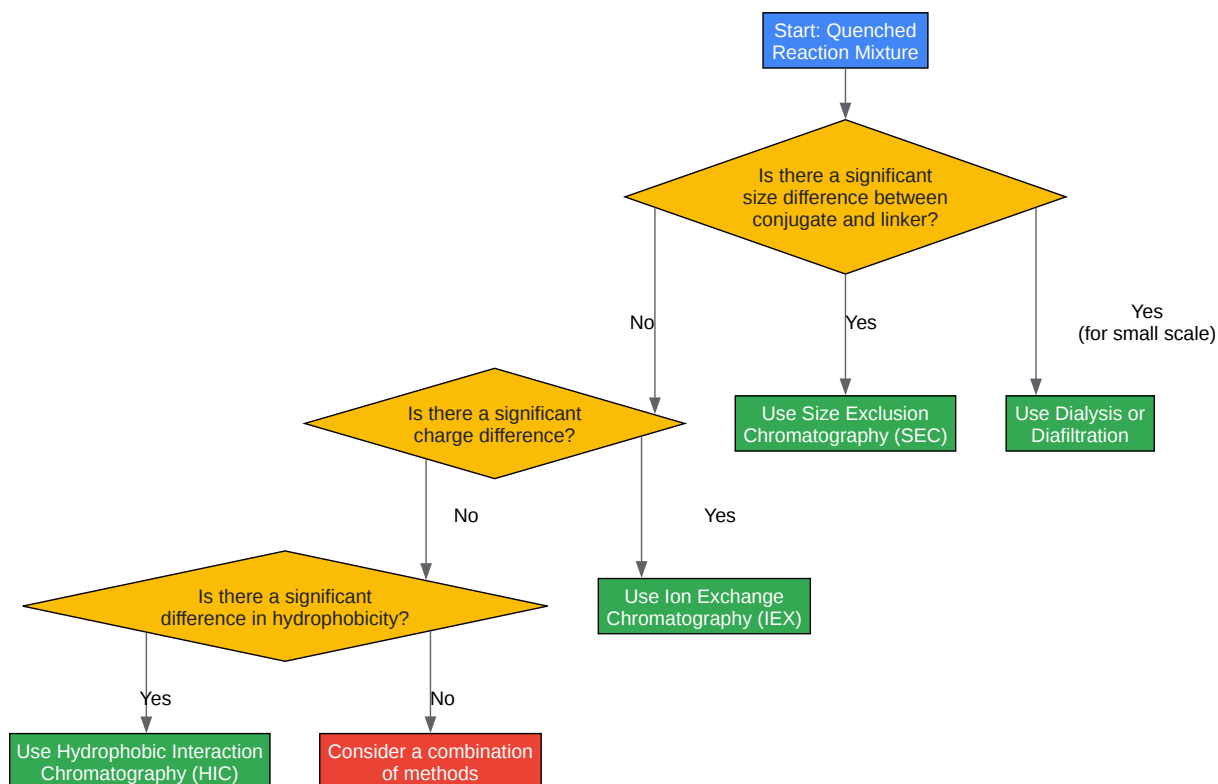 Start: Quenched
Reaction Mixture
Is there a significant
size difference between
conjugate and linker?
No
Yes
Yes
(for small scale)
Is there a significant
charge difference?
Use Size Exclusion
Chromatography (SEC)
Use Dialysis or
Diafiltration
No
Yes
Is there a significant
difference in hydrophobicity?
Use Ion Exchange
Chromatography (IEX)
Yes
No
Use Hydrophobic Interaction
Chromatography (HIC)
Consider a combination
of methods